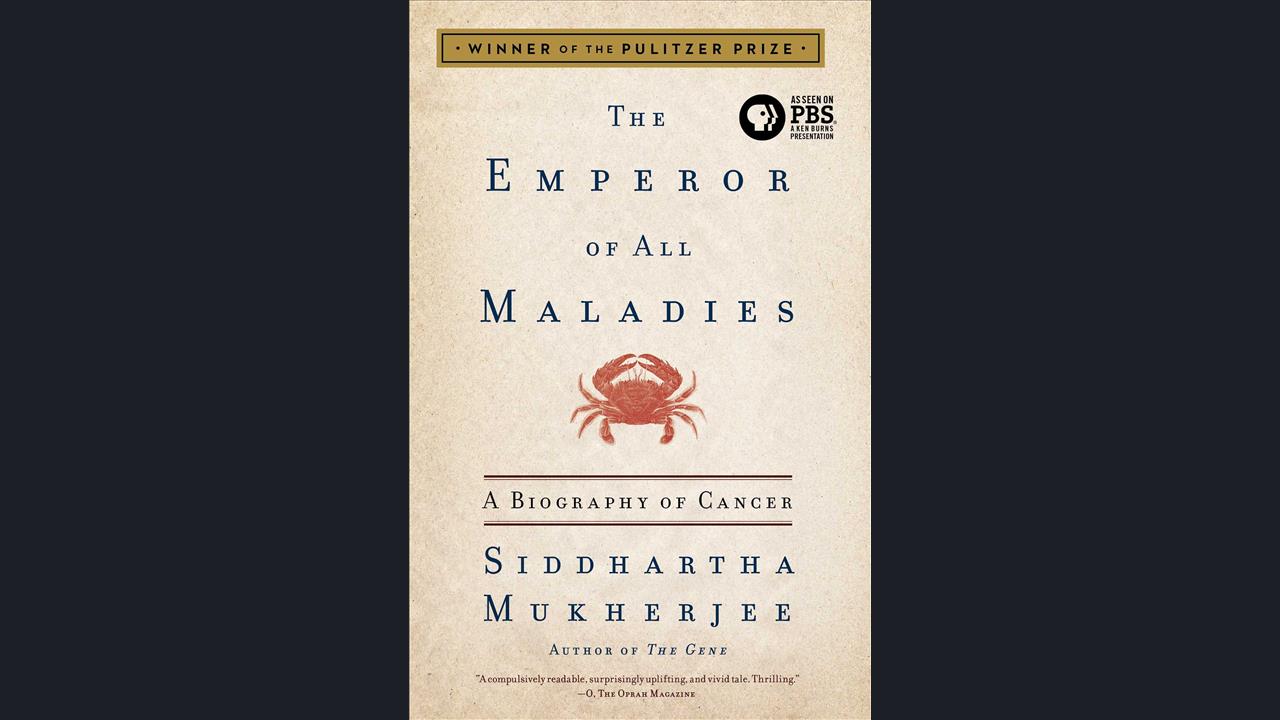 · WINNER OF THE PULITZER PRIZE ·
THE
AS SEEN ON
PBS
A KEN BURNS
PRESENTATION
EMPEROR
OF ALL
MALADIES
A BIOGRAPHY OF CANCER
SIDDHARTHA
MUKHERJEE
AUTHOR OF THE GENE
"A compulsively readable, surprisingly uplifting, and vivid tale. Thrilling."
—O, THE OPRAH MAGAZINE